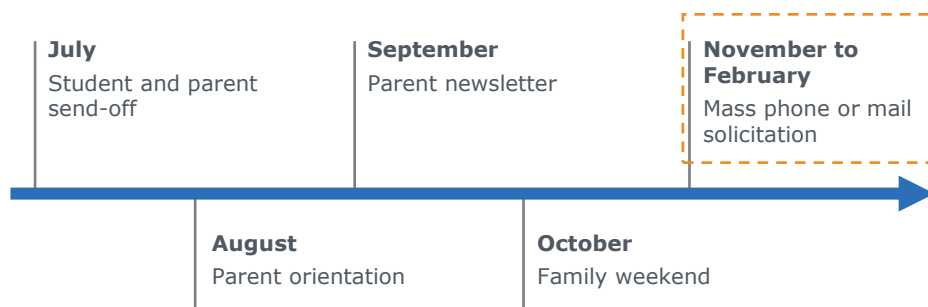 July
Student and parent
send-off
August
Parent orientation
September
Parent newsletter
October
Family weekend
November to
February
Mass phone or mail
solicitation